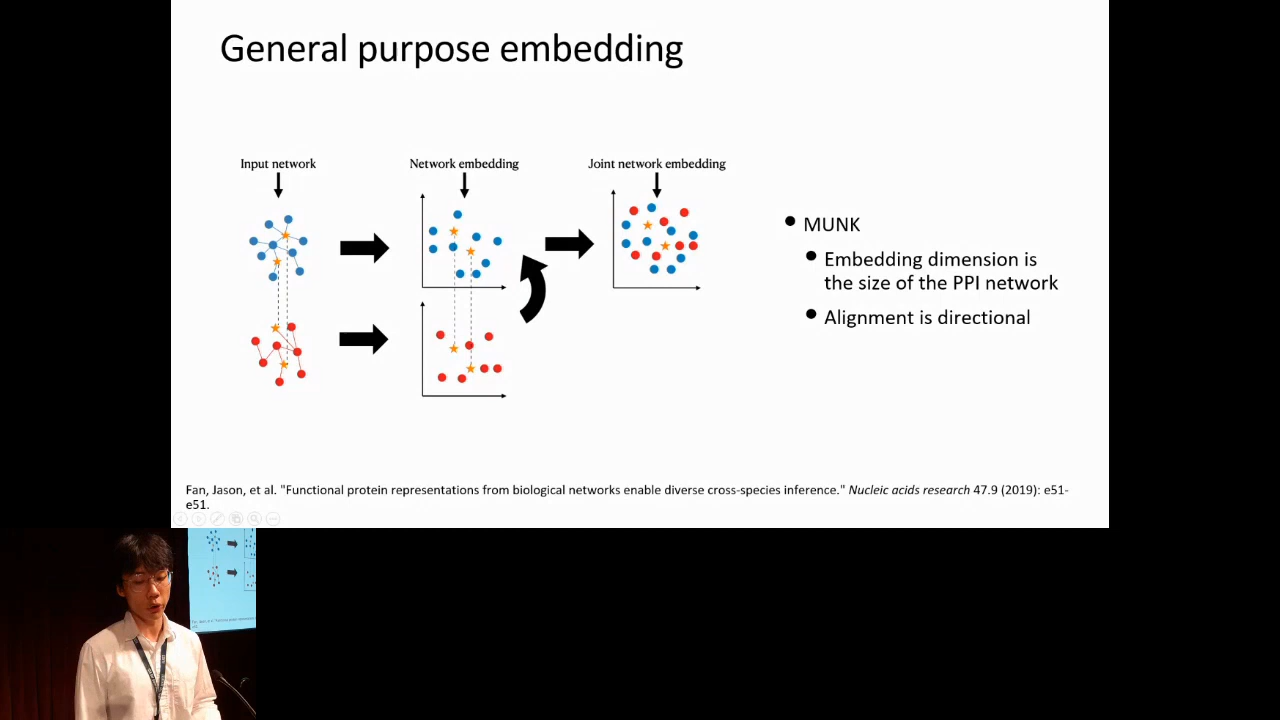 General purpose embedding
Input network
Network embedding
Joint network embedding
● MUNK
● Embedding dimension is
the size of the PPI network
● Alignment is directional
Fan, Jason, et al. "Functional protein representations from biological networks enable diverse cross-species inference." Nucleic acids research 47.9 (2019): e51-
e51.